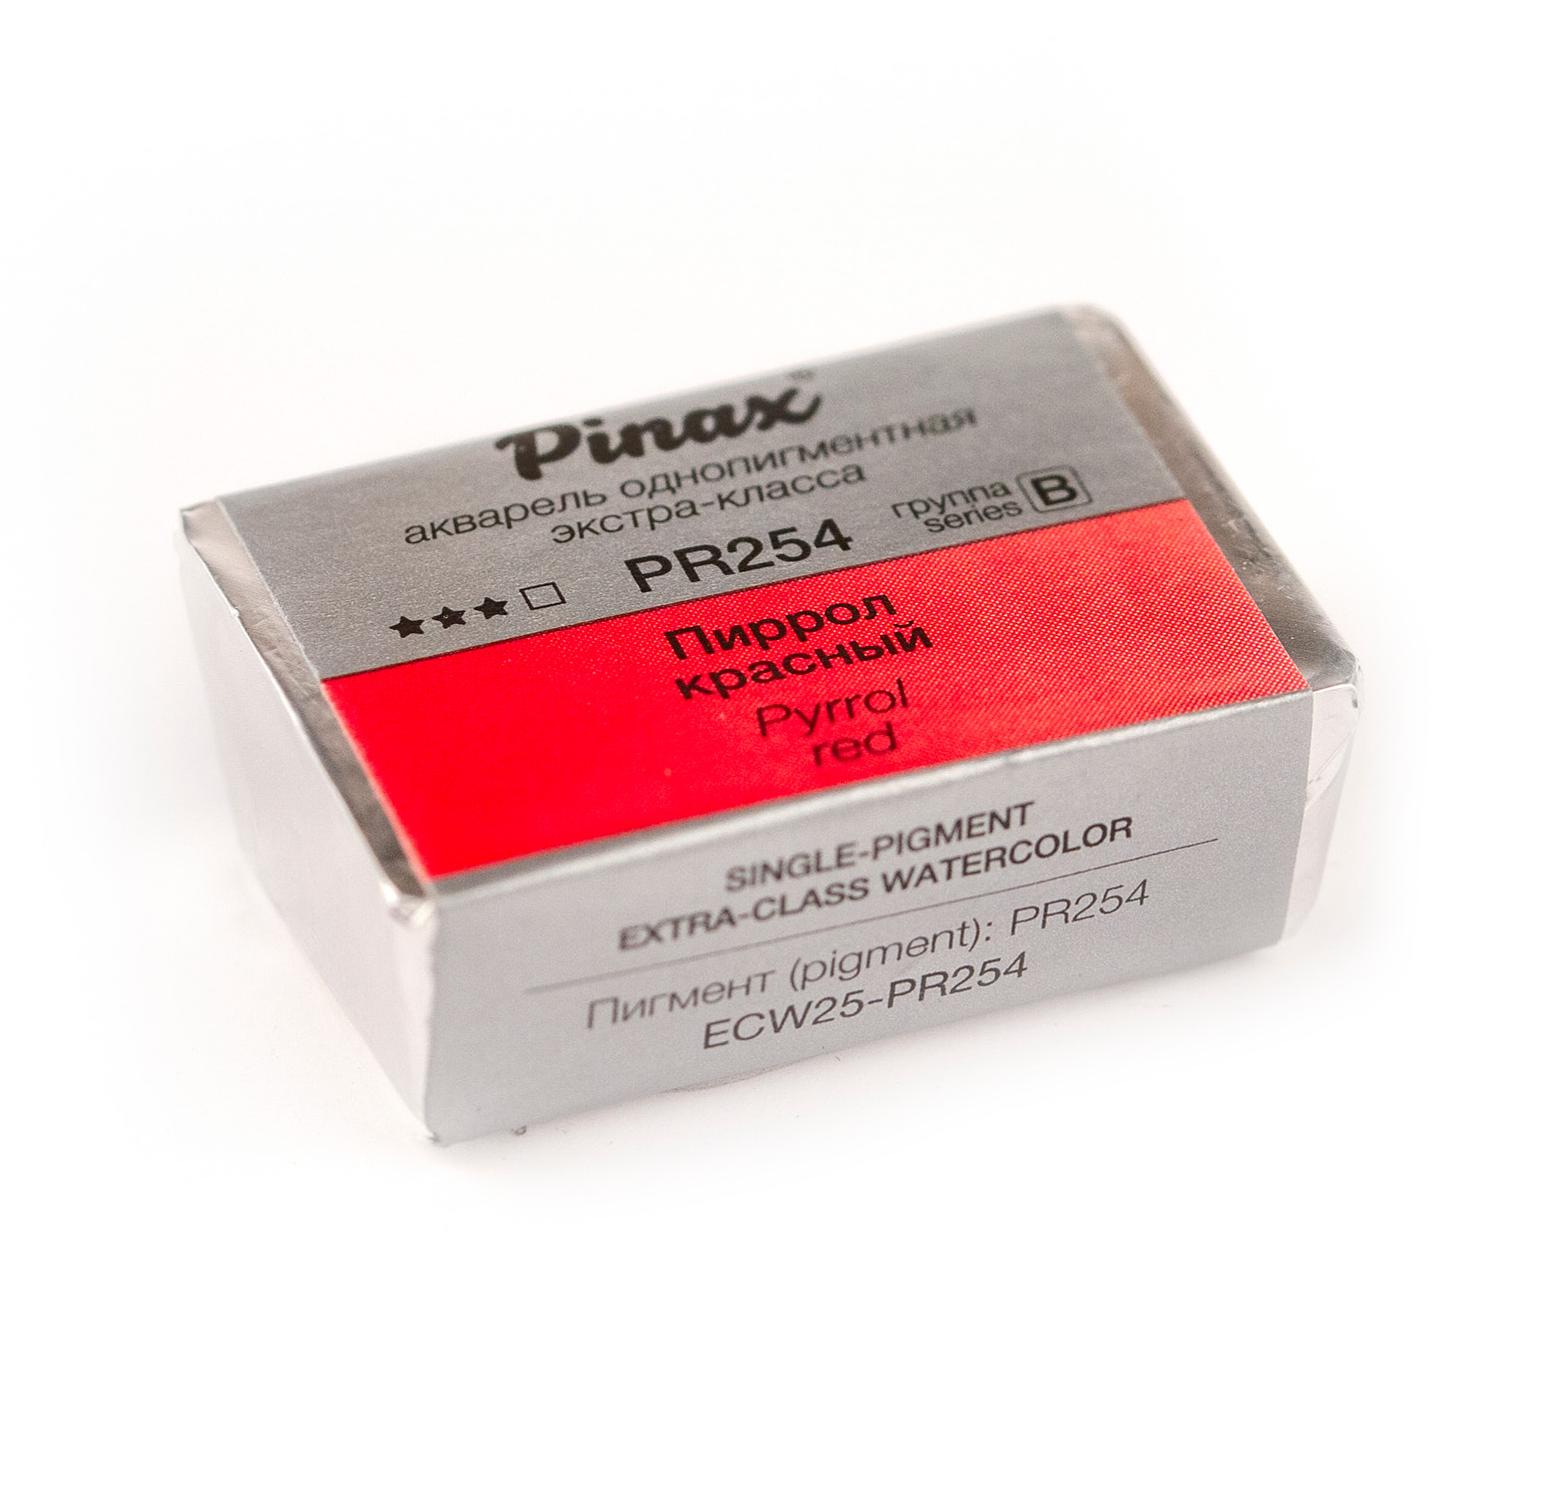 Pinax®
акварель однопигментная
экстра-класса
PR254
группа
series
B
★★★□
Пиррол
красный
Pyrrol
red
SINGLE-PIGMENT
EXTRA-CLASS WATERCOLOR
Пигмент (pigment): PR254
ECW25-PR254